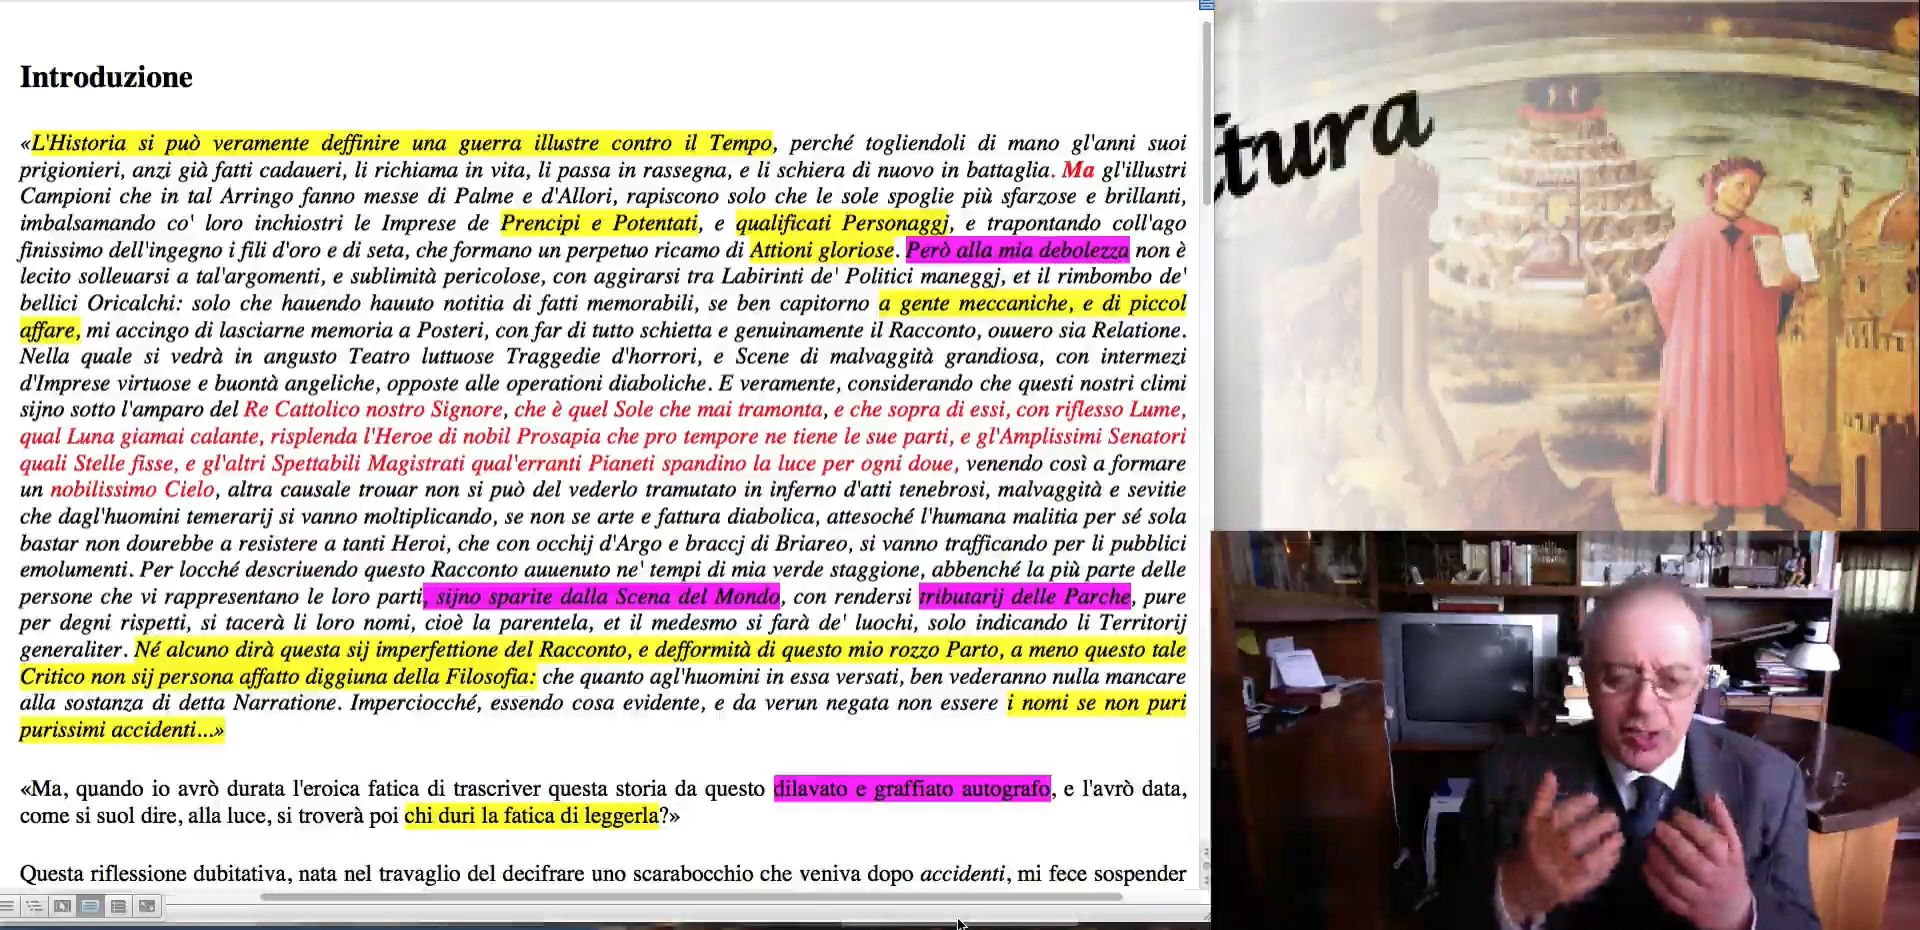 Introduzione
«L'Historia si può veramente deffinire una guerra illustre contro il Tempo, perché togliendoli di mano gl'anni suoi
prigionieri, anzi già fatti cadaueri, li richiama in vita, li passa in rassegna, e li schiera di nuovo in battaglia. Ma gl'illustri
Campioni che in tal Arringo fanno messe di Palme e d'Allori, rapiscono solo che le sole spoglie più sfarzose e brillanti,
imbalsamando co' loro inchiostri le Imprese de Prencipi e Potentati, e qualificati Personaggj, e trapontando coll'ago
finissimo dell'ingegno i fili d'oro e di seta, che formano un perpetuo ricamo di Attioni gloriose. Però alla mia debolezza non è
lecito solleuarsi a tal'argomenti, e sublimità pericolose, con aggirarsi tra Labirinti de' Politici maneggj, et il rimbombo de'
bellici Oricalchi: solo che hauendo hauuto notitia di fatti memorabili, se ben capitorno a gente meccaniche, e di piccol
affare, mi accingo di lasciarne memoria a Posteri, con far di tutto schietta e genuinamente il Racconto, ouuero sia Relatione.
Nella quale si vedrà in angusto Teatro luttuose Traggedie d'horrori, e Scene di malvaggità grandiosa, con intermezi
d'Imprese virtuose e buontà angeliche, opposte alle operationi diaboliche. E veramente, considerando che questi nostri climi
sijno sotto l'amparo del Re Cattolico nostro Signore, che è quel Sole che mai tramonta, e che sopra di essi, con riflesso Lume,
qual Luna giamai calante, risplenda l'Heroe di nobil Prosapia che pro tempore ne tiene le sue parti, e gl'Amplissimi Senatori
quali Stelle fisse, e gl'altri Spettabili Magistrati qual'erranti Pianeti spandino la luce per ogni doue, venendo così a formare
un nobilissimo Cielo, altra causale trouar non si può del vederlo tramutato in inferno d'atti tenebrosi, malvaggità e sevitie
che dagl'huomini temerarij si vanno moltiplicando, se non se arte e fattura diabolica, attesoché l'humana malitia per sé sola
bastar non dourebbe a resistere a tanti Heroi, che con occhij d'Argo e braccj di Briareo, si vanno trafficando per li pubblici
emolumenti. Per locché descriuendo questo Racconto auuenuto ne' tempi di mia verde staggione, abbenché la più parte delle
persone che vi rappresentano le loro parti, sijno sparite dalla Scena del Mondo, con rendersi tributarij delle Parche, pure
per degni rispetti, si tacerà li loro nomi, cioè la parentela, et il medesmo si farà de' luochi, solo indicando li Territorij
generaliter. Né alcuno dirà questa sij imperfettione del Racconto, e defformità di questo mio rozzo Parto, a meno questo tale
Critico non sij persona affatto diggiuna della Filosofia: che quanto agl'huomini in essa versati, ben vederanno nulla mancare
alla sostanza di detta Narratione. Imperciocché, essendo cosa evidente, e da verun negata non essere i nomi se non puri
purissimi accidenti...»
«Ma, quando io avrò durata l'eroica fatica di trascriver questa storia da questo dilavato e graffiato autografo, e l'avrò data,
come si suol dire, alla luce, si troverà poi chi duri la fatica di leggerla?»
Questa riflessione dubitativa, nata nel travaglio del decifrare uno scarabocchio che veniva dopo accidenti, mi fece sospender
tura